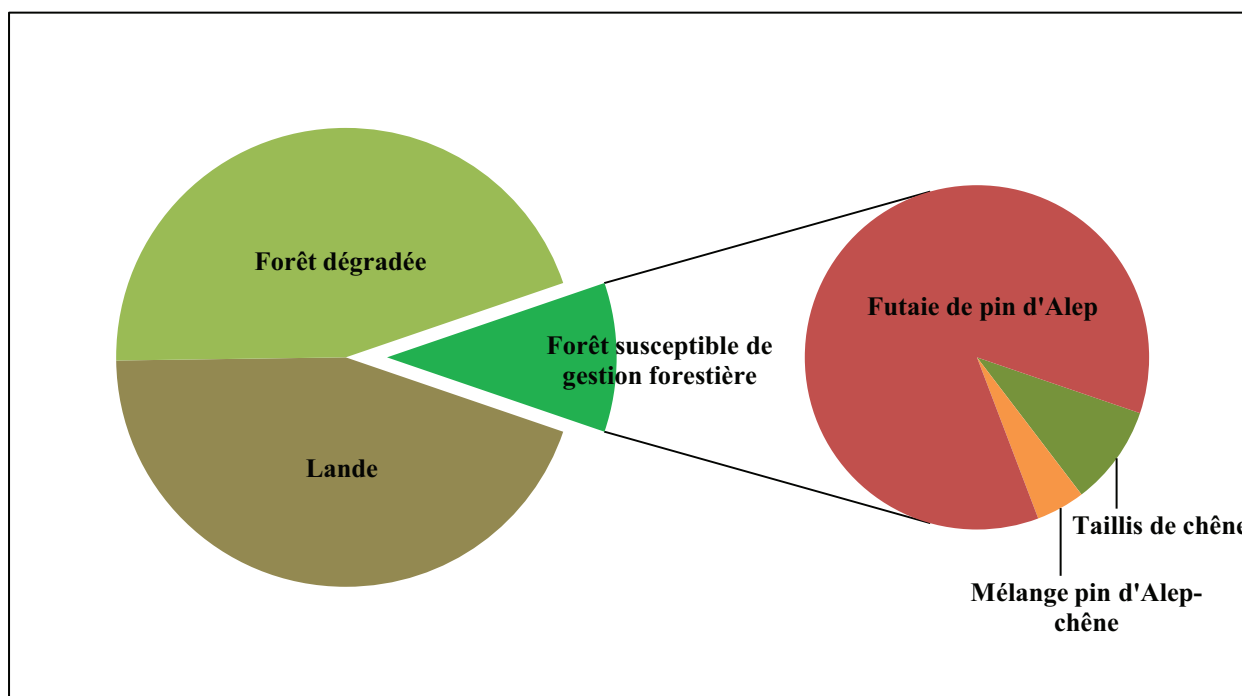 Forêt dégradée
Futaie de pin d'Alep
Forêt susceptible de
gestion forestière
Lande
Taillis de chêne
Mélange pin d'Alep-
chêne